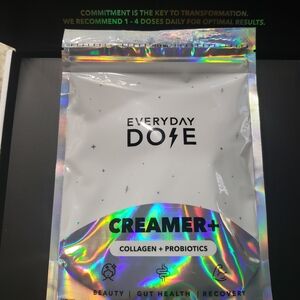 COMMITMENT IS THE KEY TO TRANSFORMATION.
WE RECOMMEND 1 - 4 DOSES DAILY FOR OPTIMAL RESULTS.
EVERYDAY
DOSE
CREAMER+
COLLAGEN + PROBIOTICS
BEAUTY | GUT HEALTH | RECOVERY